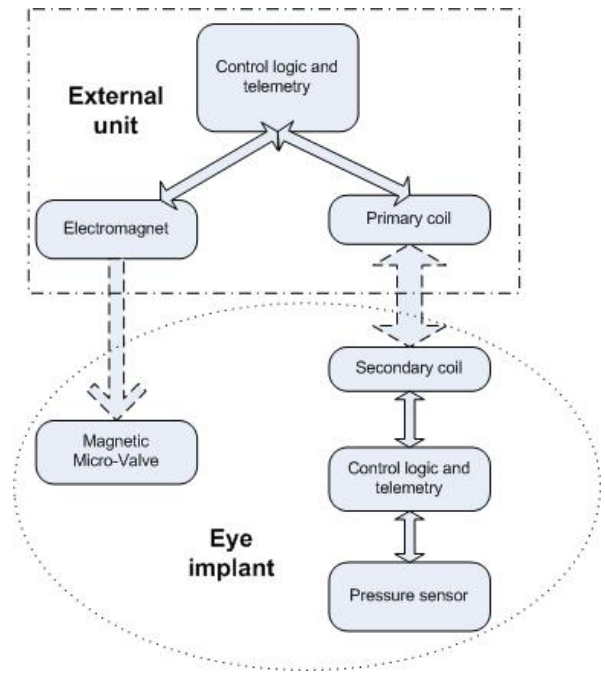 Control logic and
telemetry
External
unit
Electromagnet
Primary coil
Secondary coil
Magnetic
Micro-Valve
Control logic and
telemetry
Eye
implant
Pressure sensor